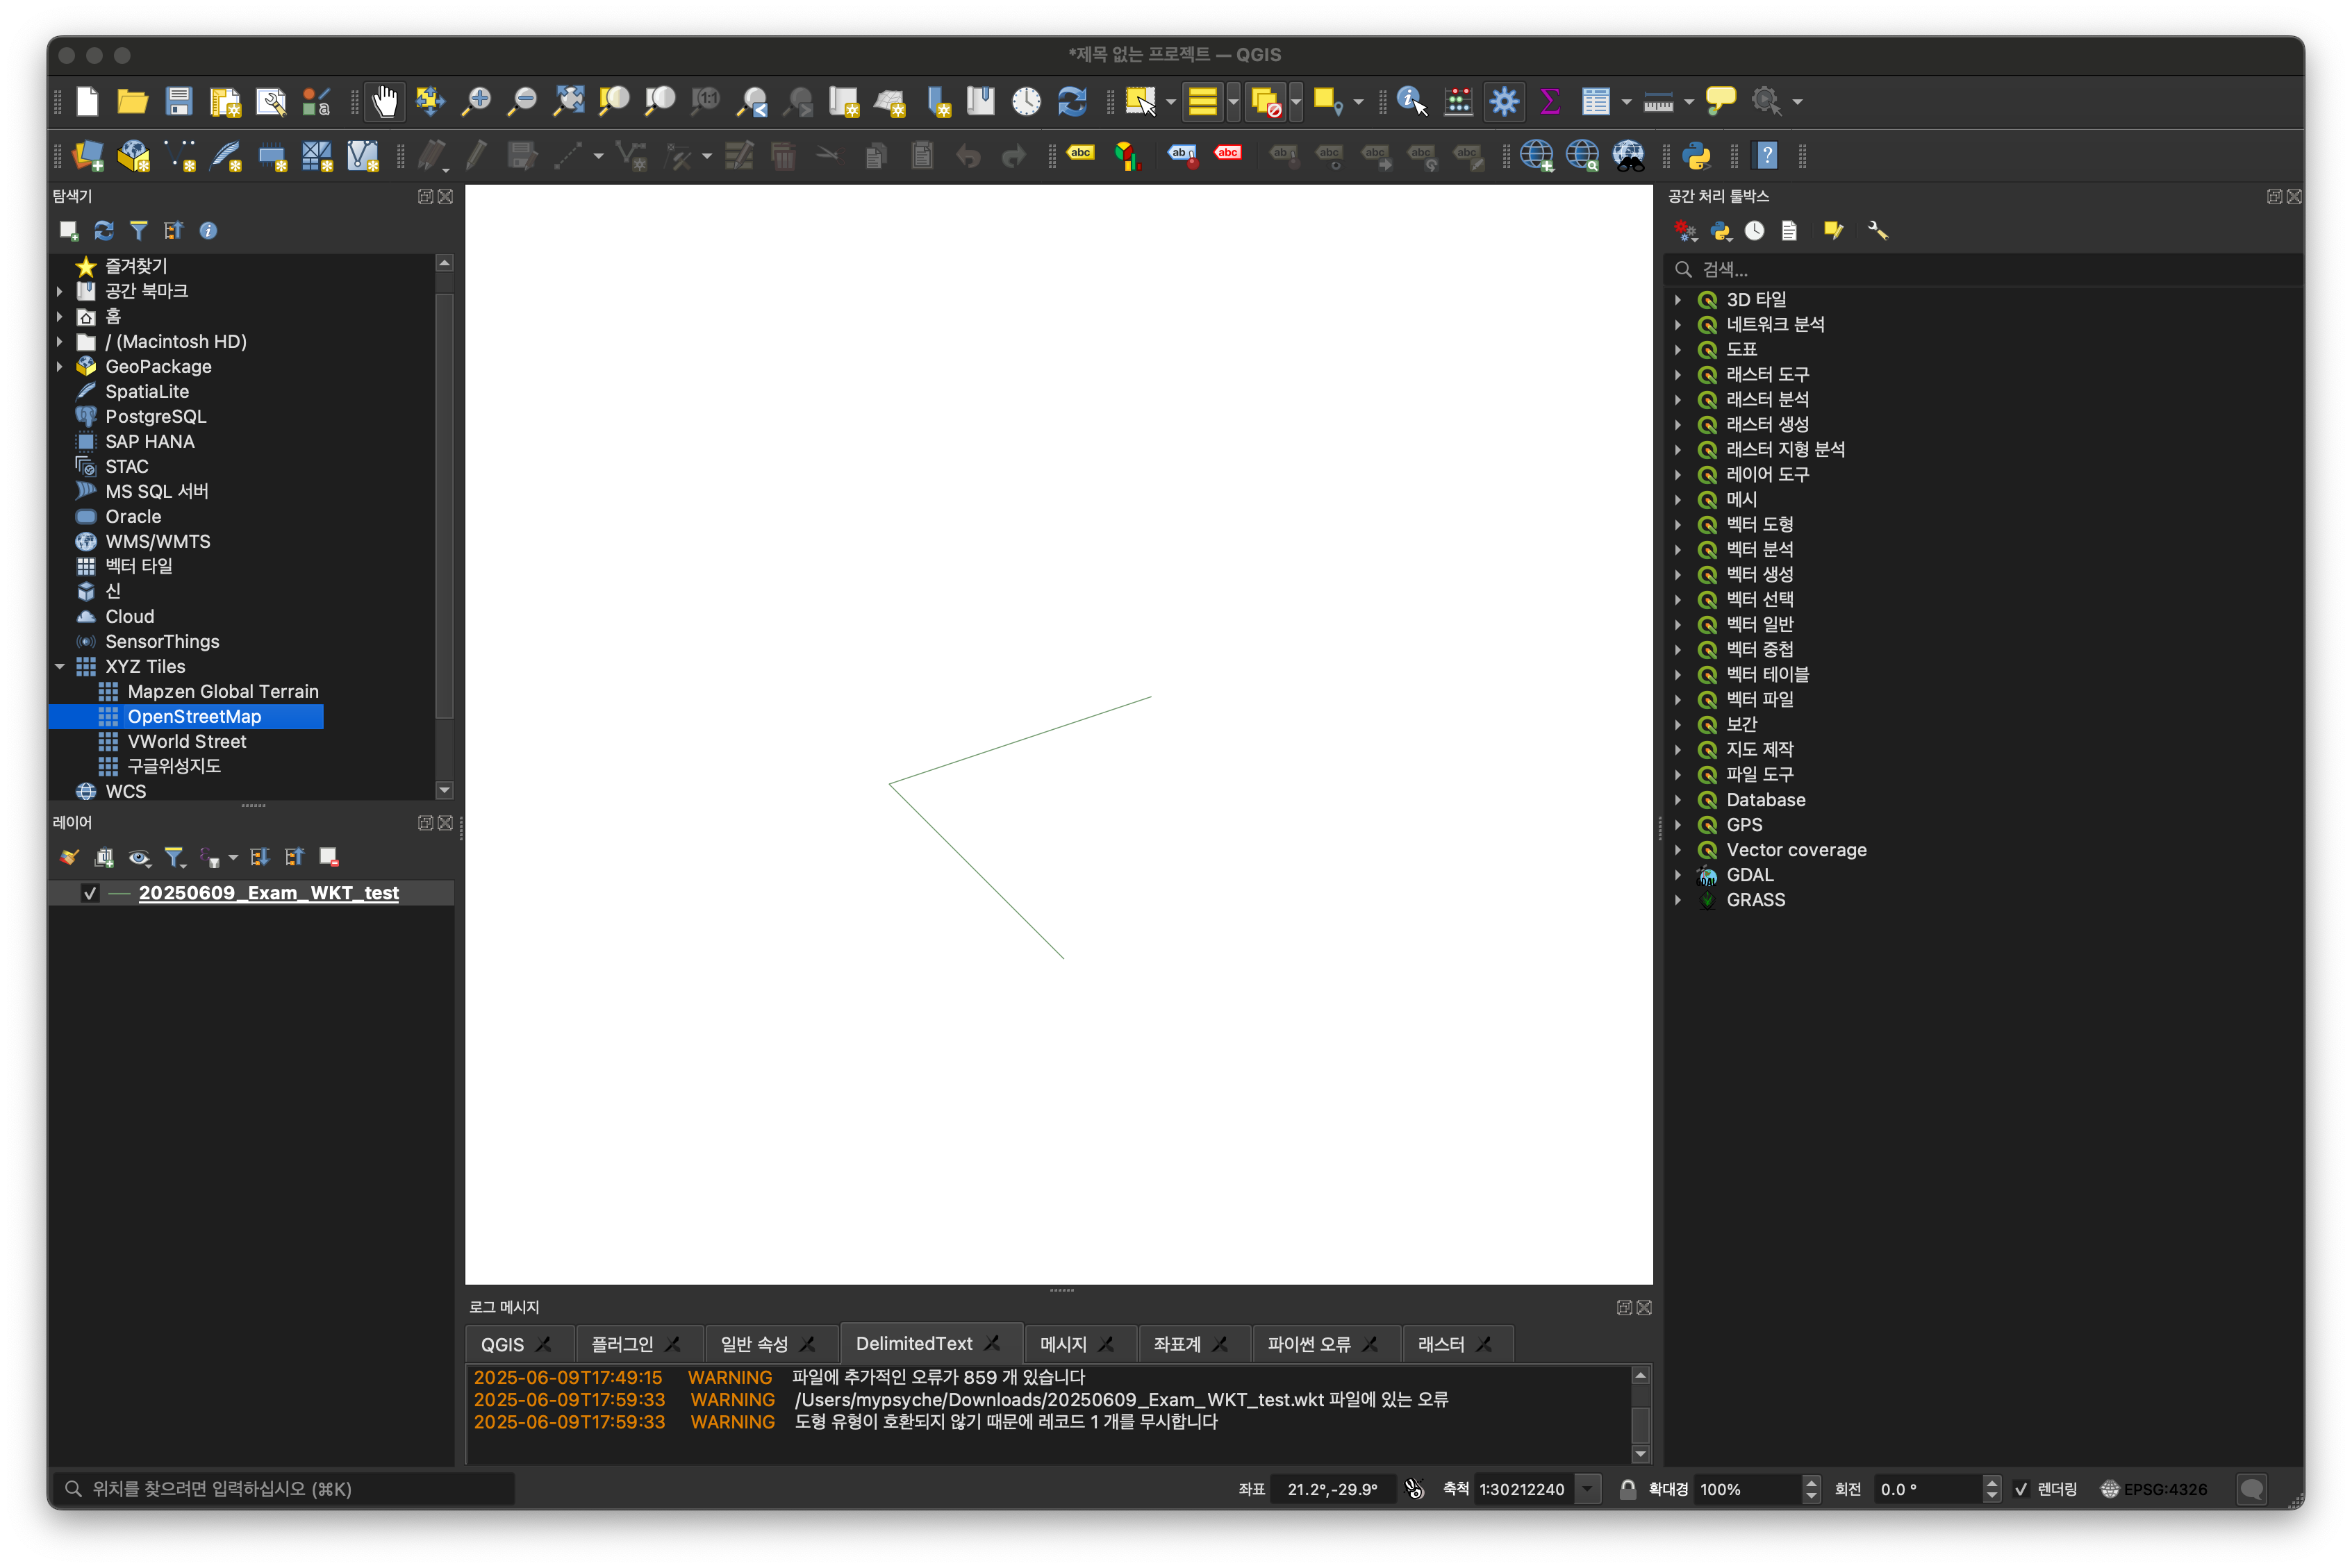 *제목 없는 프로젝트 — QGIS
탐색기
즐겨찾기
공간 북마크
홈
/ (Macintosh HD)
GeoPackage
SpatiaLite
PostgreSQL
SAP HANA
STAC
MS SQL 서버
Oracle
WMS/WMTS
벡터 타일
신
Cloud
SensorThings
XYZ Tiles
Mapzen Global Terrain
OpenStreetMap
VWorld Street
구글위성지도
WCS
레이어
20250609_Exam_WKT_test
공간 처리 툴박스
검색...
3D 타일
네트워크 분석
도표
래스터 도구
래스터 분석
래스터 생성
래스터 지형 분석
레이어 도구
메시
벡터 도형
벡터 분석
벡터 생성
벡터 선택
벡터 일반
벡터 중첩
벡터 테이블
벡터 파일
보간
지도 제작
파일 도구
Database
GPS
Vector coverage
GDAL
GRASS
로그 메시지
QGIS 플러그인 일반 속성 DelimitedText 메시지 좌표계 파이썬 오류 래스터
2025-06-09T17:49:15 WARNING 파일에 추가적인 오류가 859 개 있습니다
2025-06-09T17:59:33 WARNING /Users/mypsyche/Downloads/20250609_Exam_WKT_test.wkt 파일에 있는 오류
2025-06-09T17:59:33 WARNING 도형 유형이 호환되지 않기 때문에 레코드 1 개를 무시합니다
위치를 찾으려면 입력하십시오 (⌘K) 좌표 21.2°,-29.9° 축척 1:30212240 확대경 100% 회전 0.0 ° 렌더링 EPSG:4326